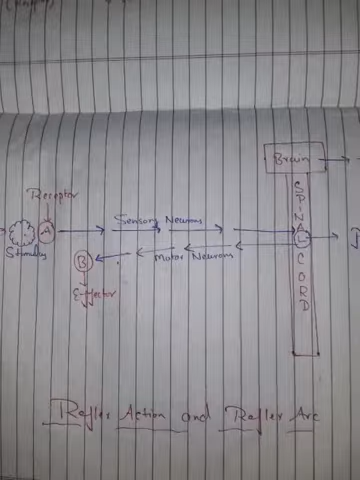 Brain
Receptor
SPINAL CORD
Sensory Neurons
A
Stimulus
Motor Neurons
B
Effector
Reflex Action and Reflex Arc